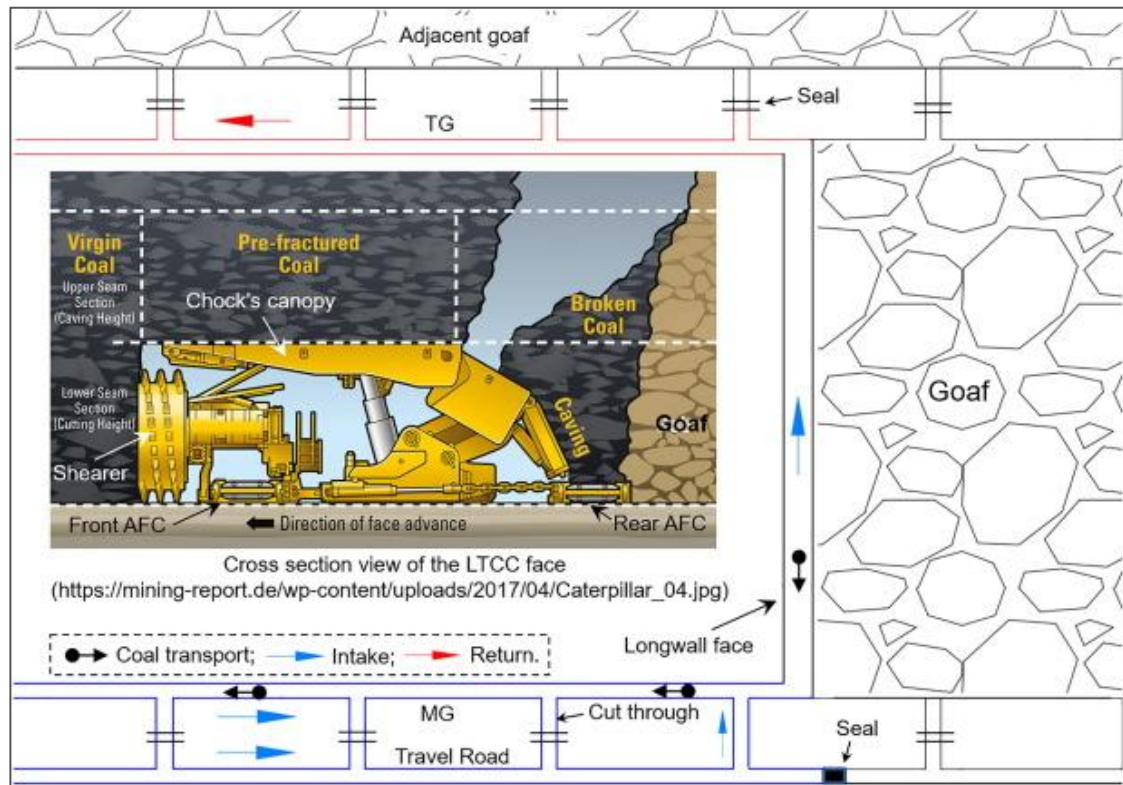 Adjacent goaf
Seal
TG
Virgin
Coal
Upper Seam
Section
(Caving Height)
Pre-fractured
Coal
Chock's canopy
Broken
Coal
Lower Seam
Section
(Cutting Height)
Caving
Goaf
Goaf
Shearer
Front AFC
Direction of face advance
Rear AFC
Cross section view of the LTCC face
(https://mining-report.de/wp-content/uploads/2017/04/Caterpillar_04.jpg)
Longwall face
Coal transport; Intake; Return.
MG
Cut through
Travel Road
Seal